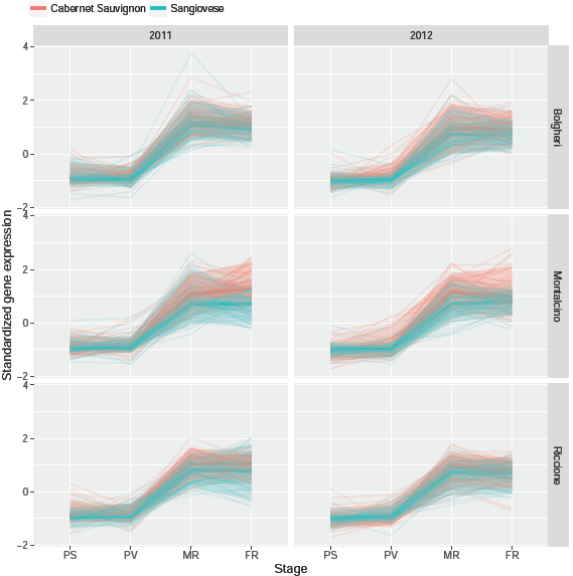 Cabernet Sauvignon Sangiovese
2011 2012
4
2
0
−2
Bolgheri
4
2
0
−2
Montalcino
4
2
0
−2
Riccione
Standardized gene expression
PS PV MR FR PS PV MR FR
Stage